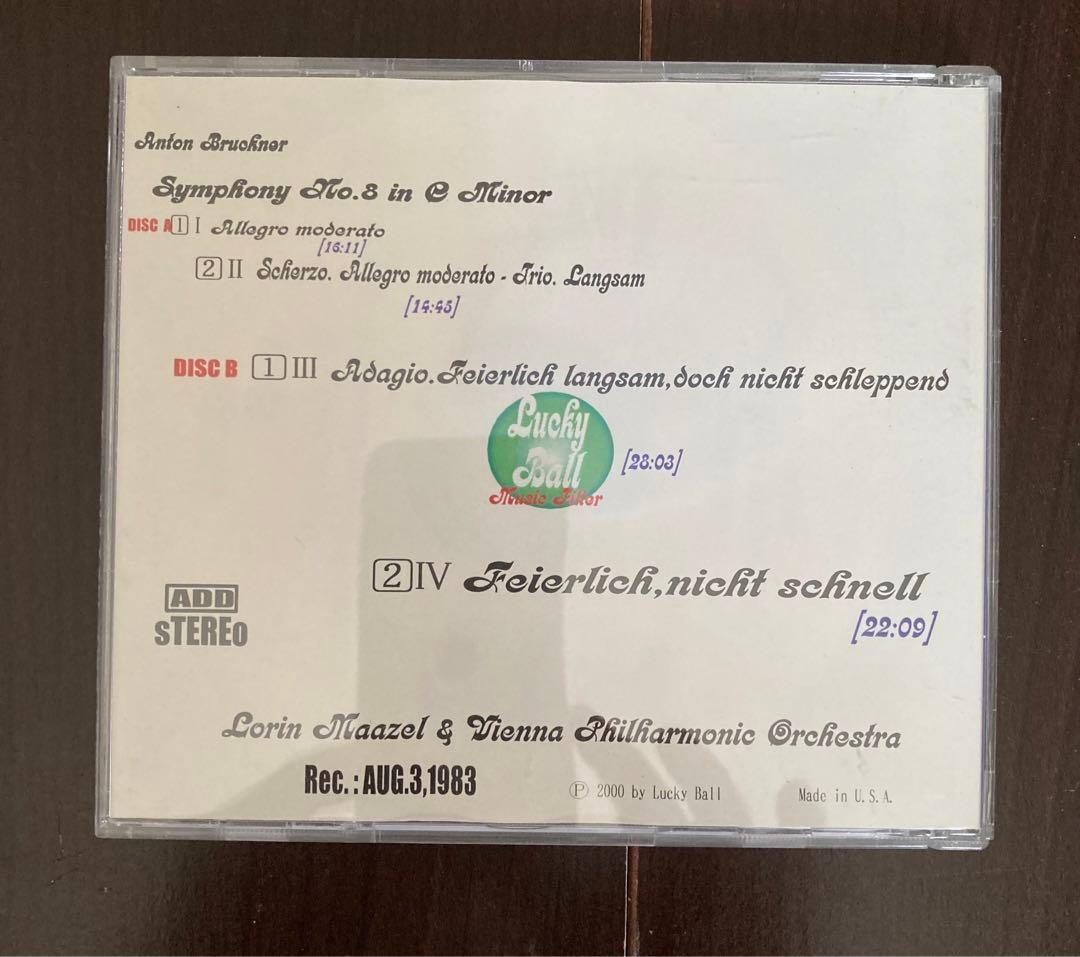 Anton Bruckner
Symphony No.8 in C Minor
DISC A 1 I Allegro moderato
[16:11]
2 II Scherzo. Allegro moderato - Trio. Langsam
[14:45]
DISC B 1 III Adagio.Feierlich langsam,doch nicht schleppend
Lucky
Ball
[28:03]
Music
2 IV Feierlich,nicht schnell
[22:09]
ADD
STEREO
Lorin Maazel & Vienna Philharmonic Orchestra
Rec.:AUG.3,1983
Ⓟ 2000 by Lucky Ball
Made in U.S.A.